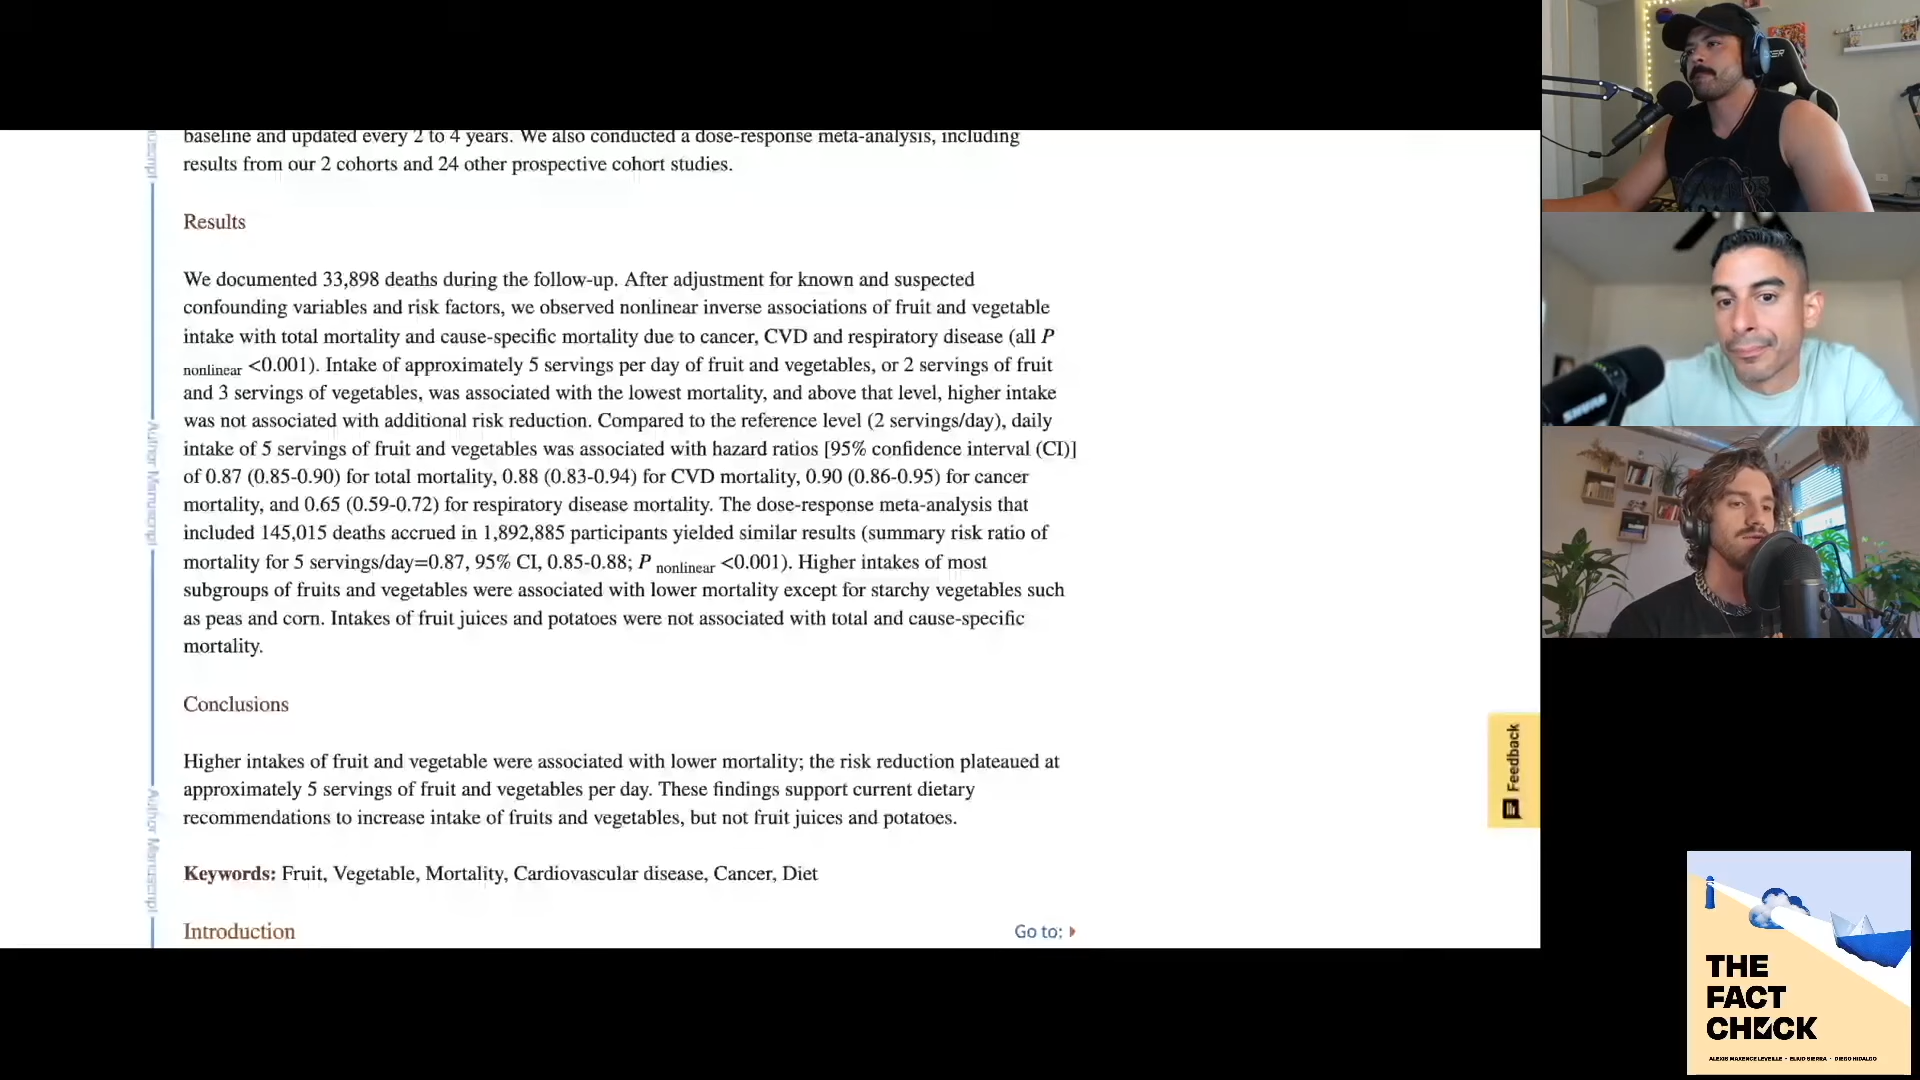 baseline and updated every 2 to 4 years. We also conducted a dose-response meta-analysis, including
results from our 2 cohorts and 24 other prospective cohort studies.
Results
We documented 33,898 deaths during the follow-up. After adjustment for known and suspected
confounding variables and risk factors, we observed nonlinear inverse associations of fruit and vegetable
intake with total mortality and cause-specific mortality due to cancer, CVD and respiratory disease (all P
nonlinear <0.001). Intake of approximately 5 servings per day of fruit and vegetables, or 2 servings of fruit
and 3 servings of vegetables, was associated with the lowest mortality, and above that level, higher intake
was not associated with additional risk reduction. Compared to the reference level (2 servings/day), daily
intake of 5 servings of fruit and vegetables was associated with hazard ratios [95% confidence interval (CI)]
of 0.87 (0.85-0.90) for total mortality, 0.88 (0.83-0.94) for CVD mortality, 0.90 (0.86-0.95) for cancer
mortality, and 0.65 (0.59-0.72) for respiratory disease mortality. The dose-response meta-analysis that
included 145,015 deaths accrued in 1,892,885 participants yielded similar results (summary risk ratio of
mortality for 5 servings/day=0.87, 95% CI, 0.85-0.88; P nonlinear <0.001). Higher intakes of most
subgroups of fruits and vegetables were associated with lower mortality except for starchy vegetables such
as peas and corn. Intakes of fruit juices and potatoes were not associated with total and cause-specific
mortality.
Conclusions
Higher intakes of fruit and vegetable were associated with lower mortality; the risk reduction plateaued at
approximately 5 servings of fruit and vegetables per day. These findings support current dietary
recommendations to increase intake of fruits and vegetables, but not fruit juices and potatoes.
Keywords: Fruit, Vegetable, Mortality, Cardiovascular disease, Cancer, Diet
Introduction
Go to:
Author Manuscript
Author Manuscript
Feedback
SHURE
THE
FACT
CHECK
ALEXIS MAXENCE LEVEILLE • ELIUD SIERRA • DIEGO HIDALGO